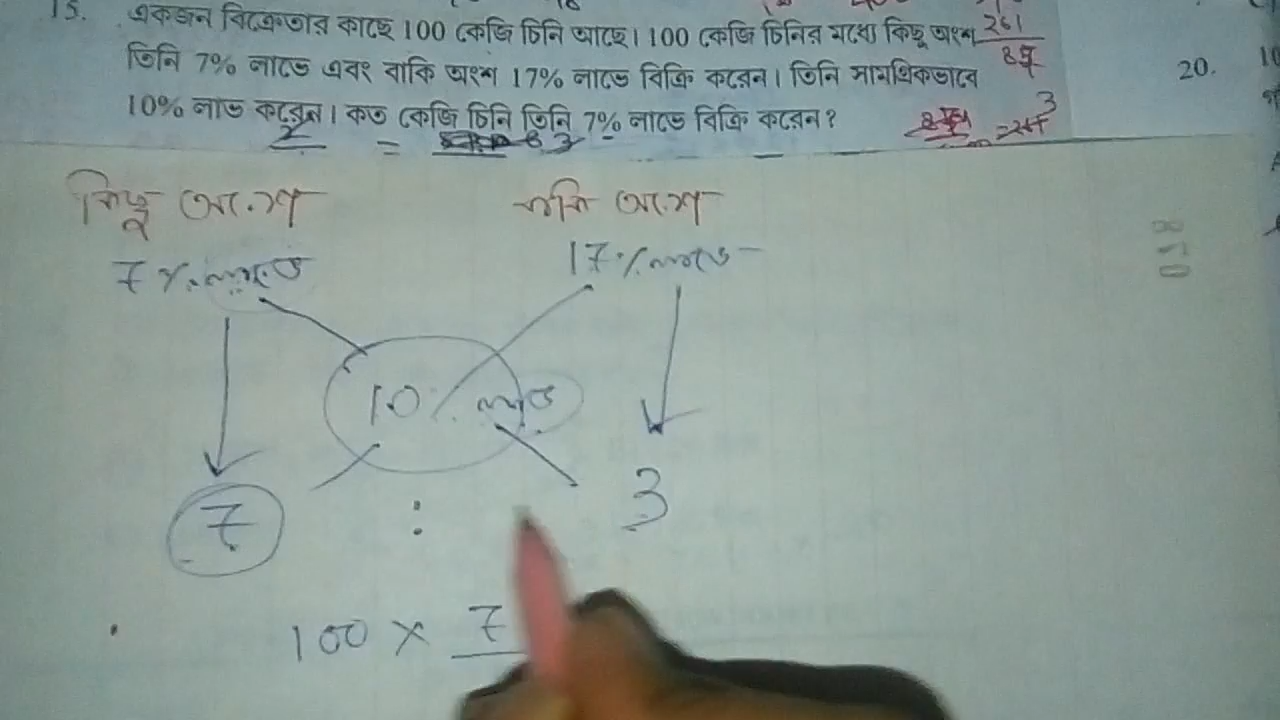 15. একজন বিক্রেতার কাছে 100 কেজি চিনি আছে। 100 কেজি চিনির মধ্যে কিছু অংশ
তিনি 7% লাভে এবং বাকি অংশ 17% লাভে বিক্রি করেন। তিনি সামগ্রিকভাবে
10% লাভ করেন। কত কেজি চিনি তিনি 7% লাভে বিক্রি করেন?
20.
কিছু অংশ বাকি অংশ
7% লাভে 17% লাভে
10% লাভ
7 : 3
100 × 7